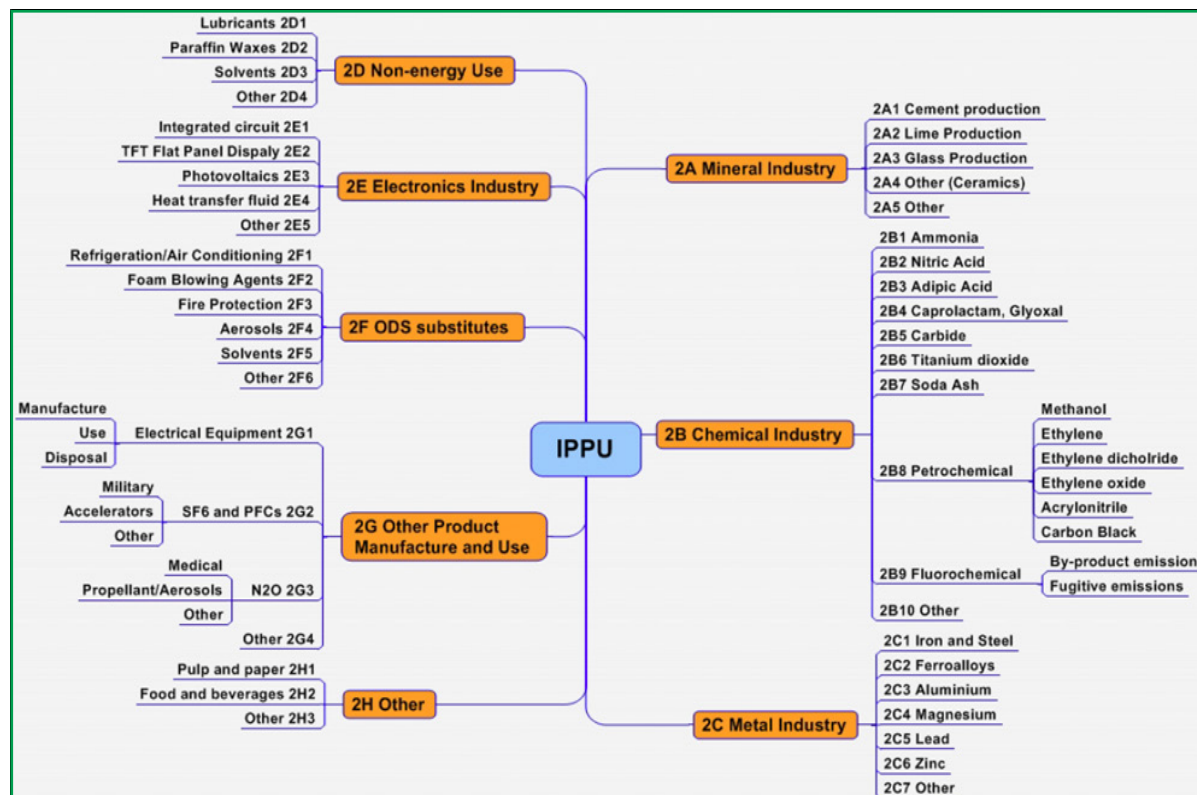 Lubricants 2D1
Paraffin Waxes 2D2
Solvents 2D3
Other 2D4
2D Non-energy Use
Integrated circuit 2E1
TFT Flat Panel Dispaly 2E2
Photovoltaics 2E3
Heat transfer fluid 2E4
Other 2E5
2E Electronics Industry
Refrigeration/Air Conditioning 2F1
Foam Blowing Agents 2F2
Fire Protection 2F3
Aerosols 2F4
Solvents 2F5
Other 2F6
2F ODS substitutes
Manufacture
Use
Disposal
Electrical Equipment 2G1
Military
Accelerators
Other
SF6 and PFCs 2G2
Medical
Propellant/Aerosols
Other
N2O 2G3
Other 2G4
2G Other Product
Manufacture and Use
Pulp and paper 2H1
Food and beverages 2H2
Other 2H3
2H Other
IPPU
2A Mineral Industry
2A1 Cement production
2A2 Lime Production
2A3 Glass Production
2A4 Other (Ceramics)
2A5 Other
2B Chemical Industry
2B1 Ammonia
2B2 Nitric Acid
2B3 Adipic Acid
2B4 Caprolactam, Glyoxal
2B5 Carbide
2B6 Titanium dioxide
2B7 Soda Ash
2B8 Petrochemical
Methanol
Ethylene
Ethylene dicholride
Ethylene oxide
Acrylonitrile
Carbon Black
2B9 Fluorochemical
By-product emission
Fugitive emissions
2B10 Other
2C Metal Industry
2C1 Iron and Steel
2C2 Ferroalloys
2C3 Aluminium
2C4 Magnesium
2C5 Lead
2C6 Zinc
2C7 Other